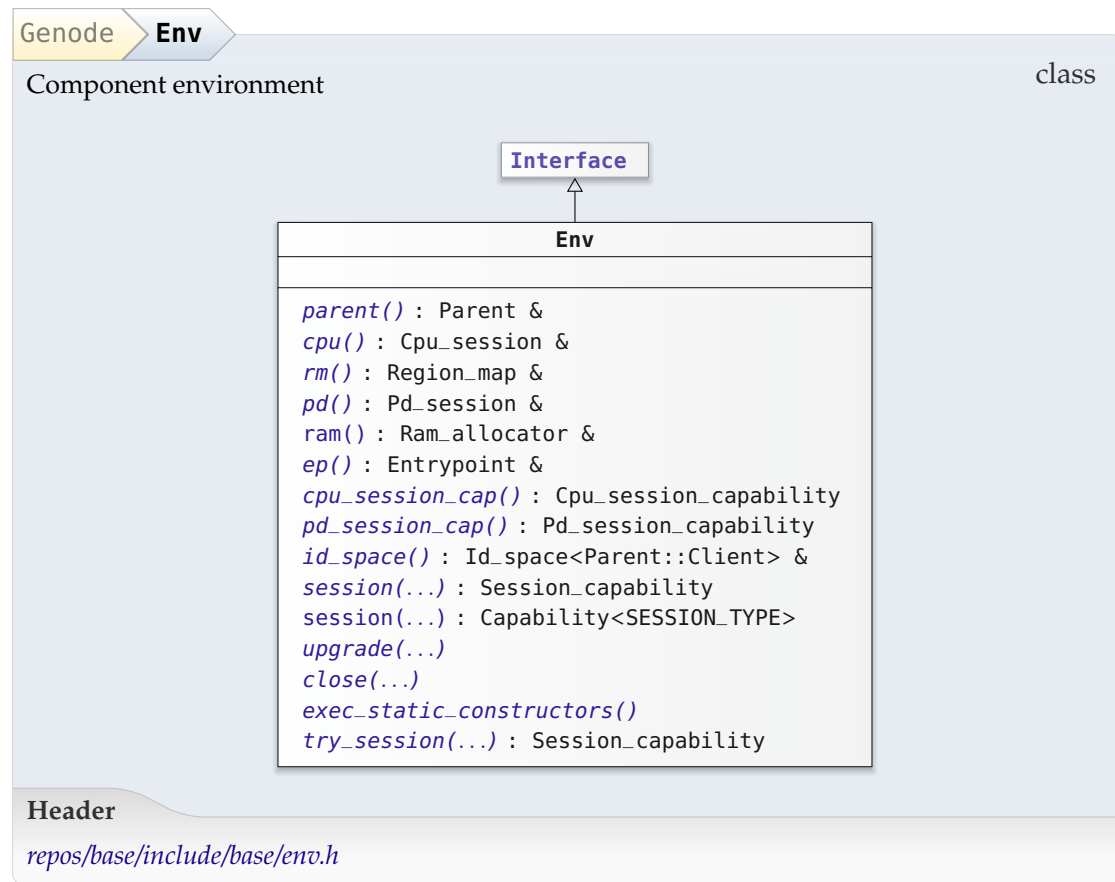 Genode Env
Component environment
class
Interface
Env
parent() : Parent &
cpu() : Cpu_session &
rm() : Region_map &
pd() : Pd_session &
ram() : Ram_allocator &
ep() : Entrypoint &
cpu_session_cap() : Cpu_session_capability
pd_session_cap() : Pd_session_capability
id_space() : Id_space<Parent::Client> &
session(...) : Session_capability
session(...) : Capability<SESSION_TYPE>
upgrade(...)
close(...)
exec_static_constructors()
try_session(...) : Session_capability
Header
repos/base/include/base/env.h